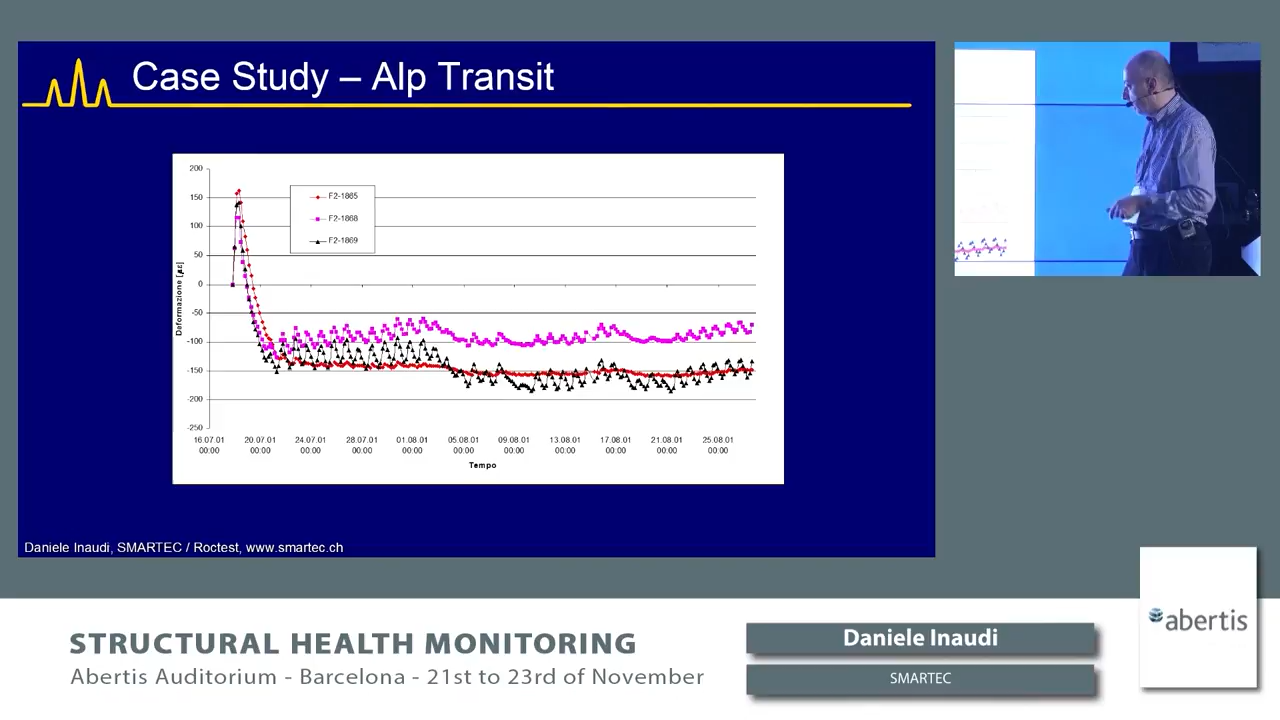 Case Study – Alp Transit
200
150
100
50
0
-50
-100
-150
-200
-250
Deformazione [με]
F2-1865
F2-1868
F2-1869
16.07.01 20.07.01 24.07.01 28.07.01 01.08.01 05.08.01 09.08.01 13.08.01 17.08.01 21.08.01 25.08.01
00:00 00:00 00:00 00:00 00:00 00:00 00:00 00:00 00:00 00:00 00:00
Tempo
Daniele Inaudi, SMARTEC / Roctest, www.smartec.ch
STRUCTURAL HEALTH MONITORING
Abertis Auditorium - Barcelona - 21st to 23rd of November
Daniele Inaudi
SMARTEC
abertis